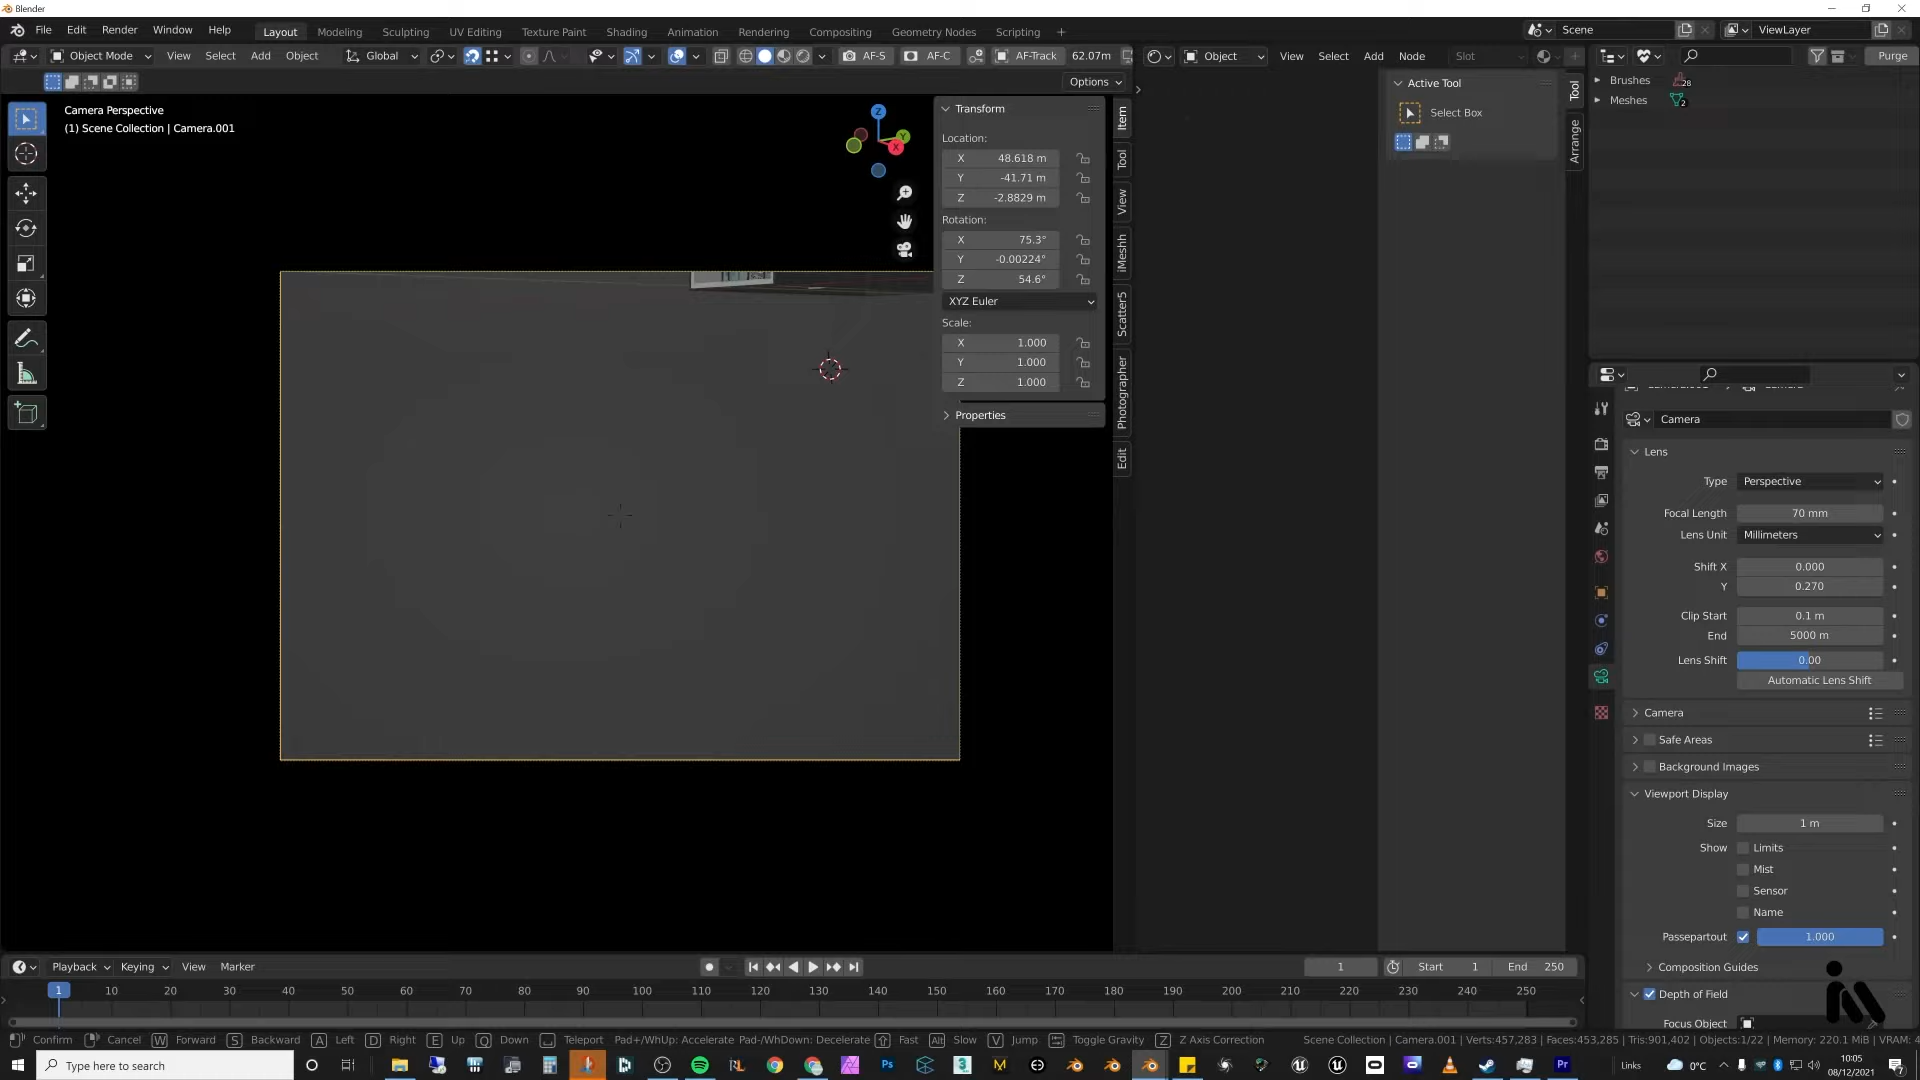 Blender
File Edit Render Window Help
Layout Modeling Sculpting UV Editing Texture Paint Shading Animation Rendering Compositing Geometry Nodes Scripting +
Scene
ViewLayer
Object Mode View Select Add Object Global
AF-S AF-C AF-Track 62.07m
Object View Select Add Node Slot
Purge
Options
Camera Perspective
(1) Scene Collection | Camera.001
Z
Y
X
Transform
Location:
X 48.618 m
Y -41.71 m
Z -2.8829 m
Rotation:
X 75.3°
Y -0.00224°
Z 54.6°
XYZ Euler
Scale:
X 1.000
Y 1.000
Z 1.000
Properties
Item
Tool
View
iMeshh
Scatter5
Photographer
Edit
Active Tool
Select Box
Tool
Arrange
Brushes 28
Meshes 2
Camera
Lens
Type Perspective
Focal Length 70 mm
Lens Unit Millimeters
Shift X 0.000
Y 0.270
Clip Start 0.1 m
End 5000 m
Lens Shift 0.00
Automatic Lens Shift
Camera
Safe Areas
Background Images
Viewport Display
Size 1 m
Show Limits
Mist
Sensor
Name
Passepartout 1.000
Composition Guides
Depth of Field
Focus Object
Playback Keying View Marker
1 Start 1 End 250
1 10 20 30 40 50 60 70 80 90 100 110 120 130 140 150 160 170 180 190 200 210 220 230 240 250
Confirm Cancel W Forward S Backward A Left D Right E Up Q Down Teleport Pad+/WhUp: Accelerate Pad-/WhDown: Decelerate Fast Alt Slow V Jump Toggle Gravity Z Z Axis Correction
Scene Collection | Camera.001 | Verts:457,283 | Faces:453,285 | Tris:901,402 | Objects:1/22 | Memory: 220.1 MiB | VRAM: 4
Type here to search
Ps
3
M
Pr
Links
0°C
10:05
08/12/2021
7